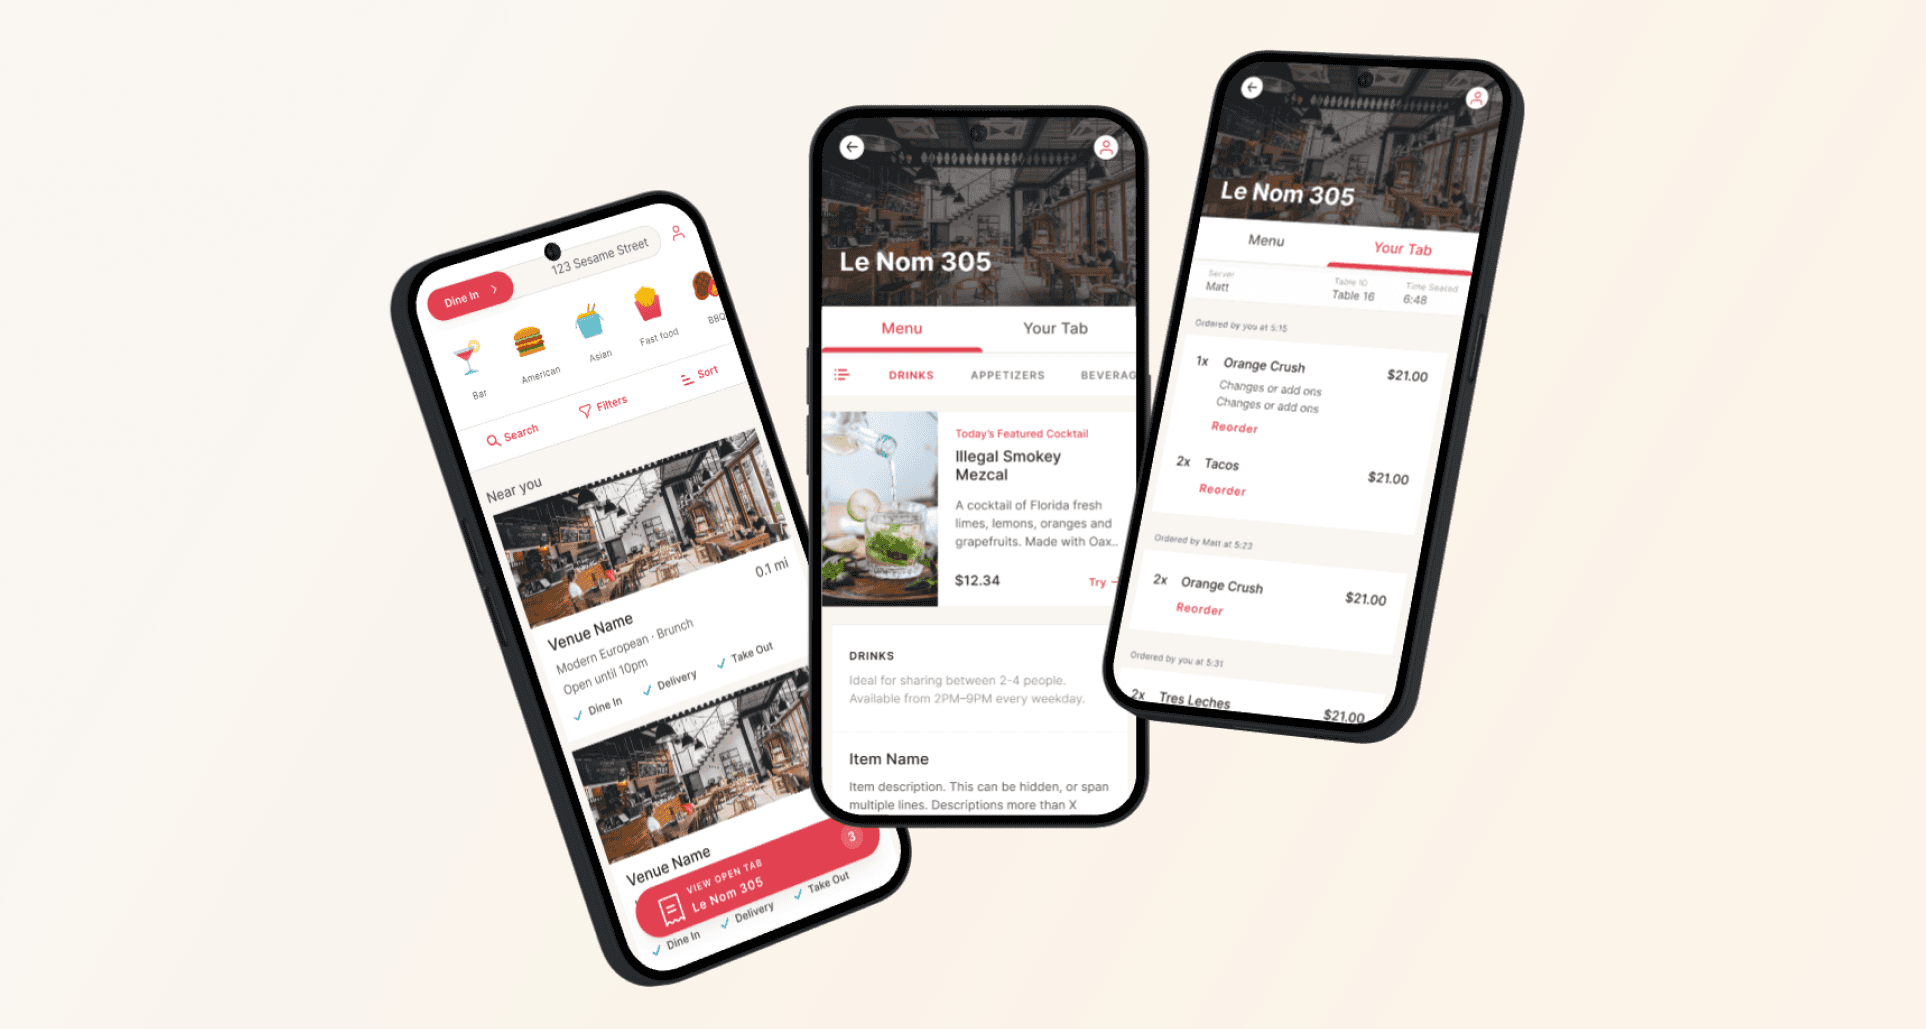 Dine In
123 Sesame Street
Bar
American
Asian
Fast food
BBQ
Search
Filters
Sort
Near you
0.1 mi
Venue Name
Modern European · Brunch
Open until 10pm
Dine In
Delivery
Take Out
Venue Name
VIEW OPEN TAB
Le Nom 305
3
Dine In
Delivery
Take Out
Le Nom 305
Menu
Your Tab
DRINKS
APPETIZERS
BEVERAG
Today's Featured Cocktail
Illegal Smokey
Mezcal
A cocktail of Florida fresh
limes, lemons, oranges and
grapefruits. Made with Oax..
$12.34
Try
DRINKS
Ideal for sharing between 2-4 people.
Available from 2PM–9PM every weekday.
Item Name
Item description. This can be hidden, or span
multiple lines. Descriptions more than X
Le Nom 305
Menu
Your Tab
Server
Matt
Table ID
Table 16
Time Seated
6:48
Ordered by you at 5:15
1x Orange Crush $21.00
Changes or add ons
Changes or add ons
Reorder
2x Tacos $21.00
Reorder
Ordered by Matt at 5:23
2x Orange Crush $21.00
Reorder
Ordered by you at 5:31
2x Tres Leches $21.00